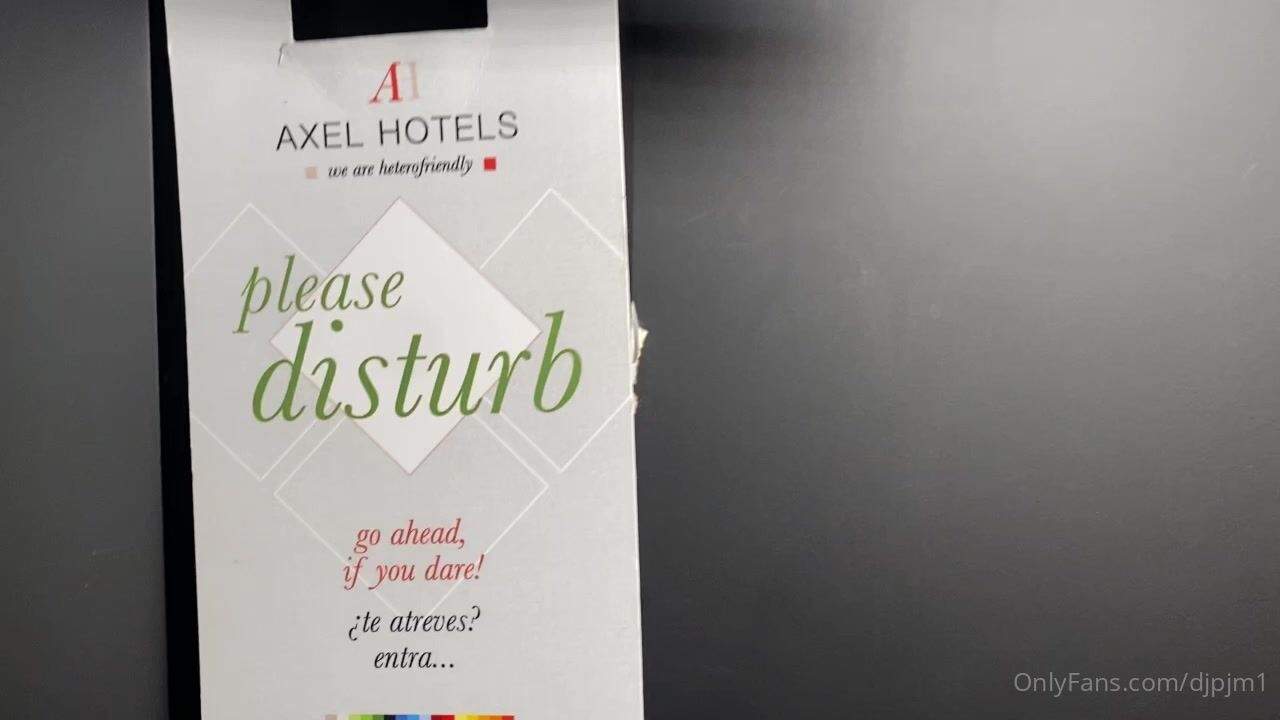 AH
AXEL HOTELS
we are heterofriendly
please
disturb
go ahead,
if you dare!
¿te atreves?
entra...
OnlyFans.com/djpjm1